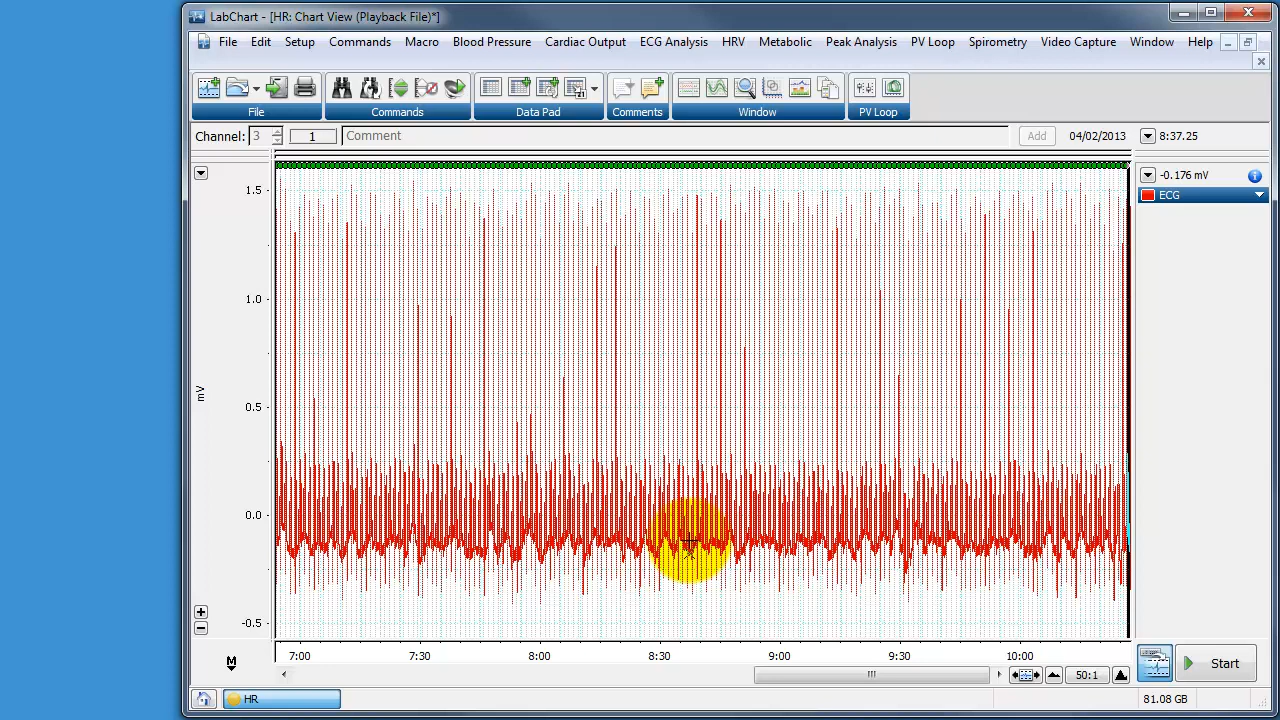 LabChart - [HR: Chart View (Playback File)*]
File Edit Setup Commands Macro Blood Pressure Cardiac Output ECG Analysis HRV Metabolic Peak Analysis PV Loop Spirometry Video Capture Window Help
File Commands Data Pad Comments Window PV Loop
Channel: 3 1 Comment Add 04/02/2013 8:37.25
-0.176 mV
ECG
1.5
1.0
mV
0.5
0.0
-0.5
7:00 7:30 8:00 8:30 9:00 9:30 10:00
M
Start
50:1
HR
81.08 GB